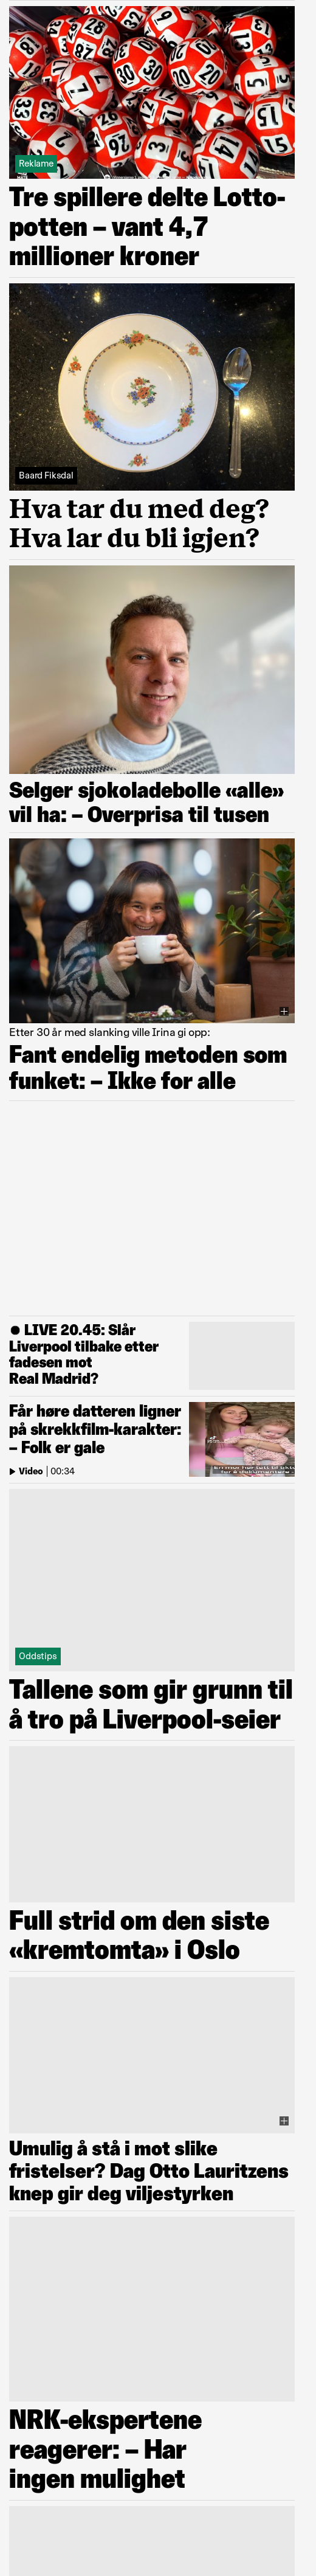 Reklame
Tre spillere delte Lotto-
potten – vant 4,7
millioner kroner
Baard Fiksdal
Hva tar du med deg?
Hva lar du bli igjen?
Selger sjokoladebolle «alle»
vil ha: – Overprisa til tusen
Etter 30 år med slanking ville Irina gi opp:
Fant endelig metoden som
funket: – Ikke for alle
LIVE 20.45: Slår
Liverpool tilbake etter
fadesen mot
Real Madrid?
Får høre datteren ligner
på skrekkfilm-karakter:
– Folk er gale
Video | 00:34
Oddstips
Tallene som gir grunn til
å tro på Liverpool-seier
Full strid om den siste
«kremtomta» i Oslo
Umulig å stå i mot slike
fristelser? Dag Otto Lauritzens
knep gir deg viljestyrken
NRK-ekspertene
reagerer: – Har
ingen mulighet